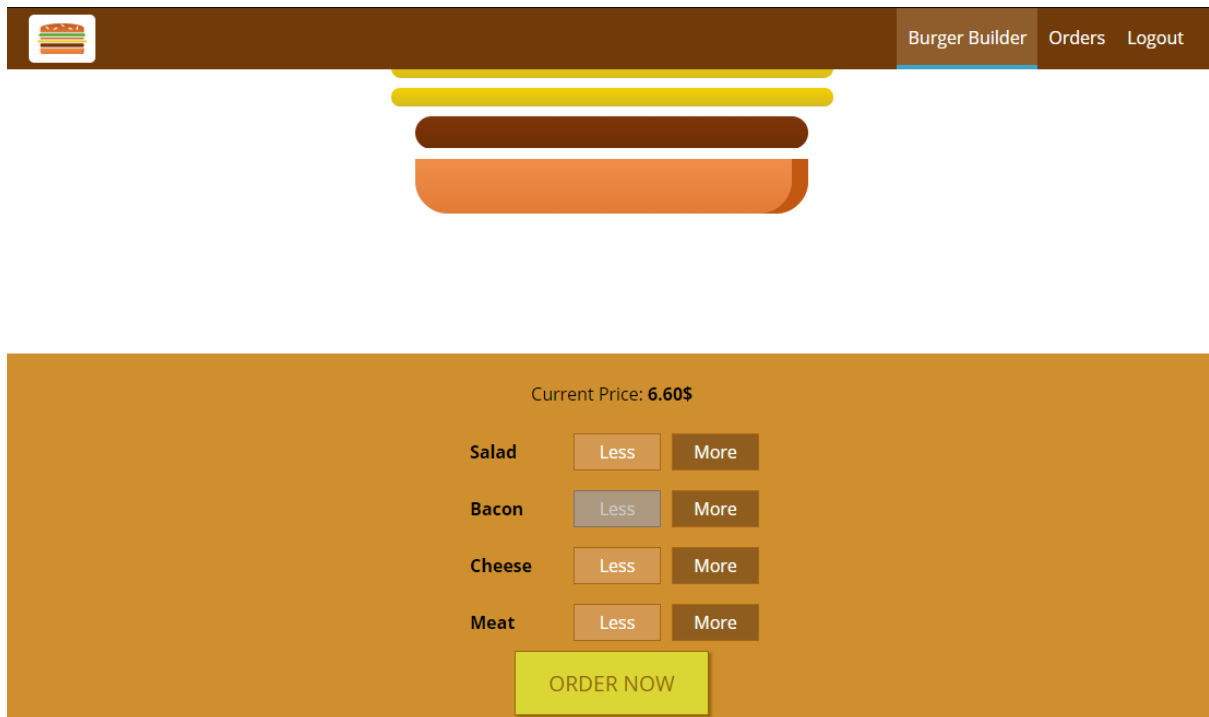 Burger Builder Orders Logout
Current Price: 6.60$
Salad Less More
Bacon Less More
Cheese Less More
Meat Less More
ORDER NOW